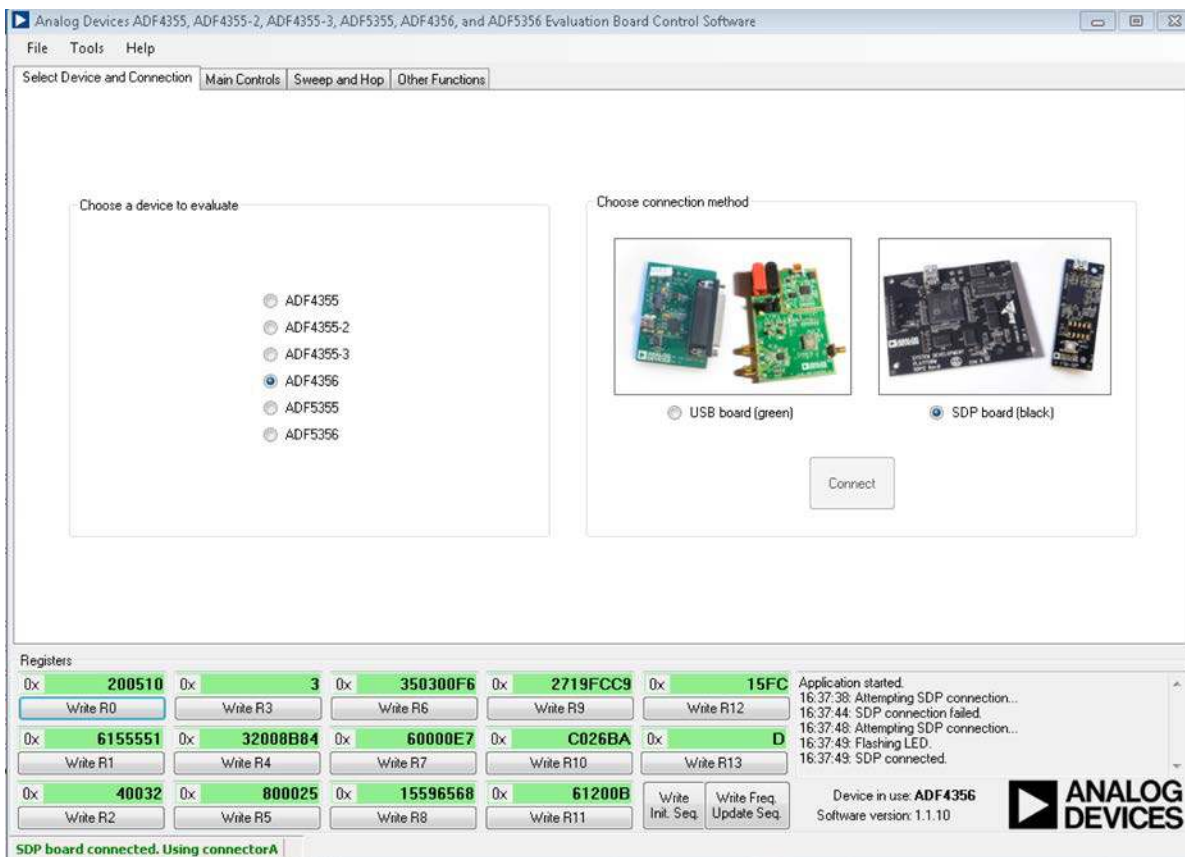 Analog Devices ADF4355, ADF4355-2, ADF4355-3, ADF5355, ADF4356, and ADF5356 Evaluation Board Control Software
File Tools Help
Select Device and Connection Main Controls Sweep and Hop Other Functions
Choose a device to evaluate
ADF4355
ADF4355-2
ADF4355-3
ADF4356
ADF5355
ADF5356
Choose connection method
ANALOG DEVICES
SYSTEM DEVELOPMENT
PLATFORM
USB board (green) SDP board (black)
Connect
Registers
0x 200510 0x 3 0x 350300F6 0x 2719FCC9 0x 15FC
Write R0 Write R3 Write R6 Write R9 Write R12
0x 6155551 0x 32008B84 0x 60000E7 0x C026BA 0x D
Write R1 Write R4 Write R7 Write R10 Write R13
0x 40032 0x 800025 0x 15596568 0x 61200B
Write R2 Write R5 Write R8 Write R11
Write Init. Seq. Write Freq. Update Seq.
Application started.
16:37:38: Attempting SDP connection...
16:37:44: SDP connection failed.
16:37:48: Attempting SDP connection...
16:37:49: Flashing LED.
16:37:49: SDP connected.
Device in use: ADF4356
Software version: 1.1.10
ANALOG
DEVICES
SDP board connected. Using connectorA